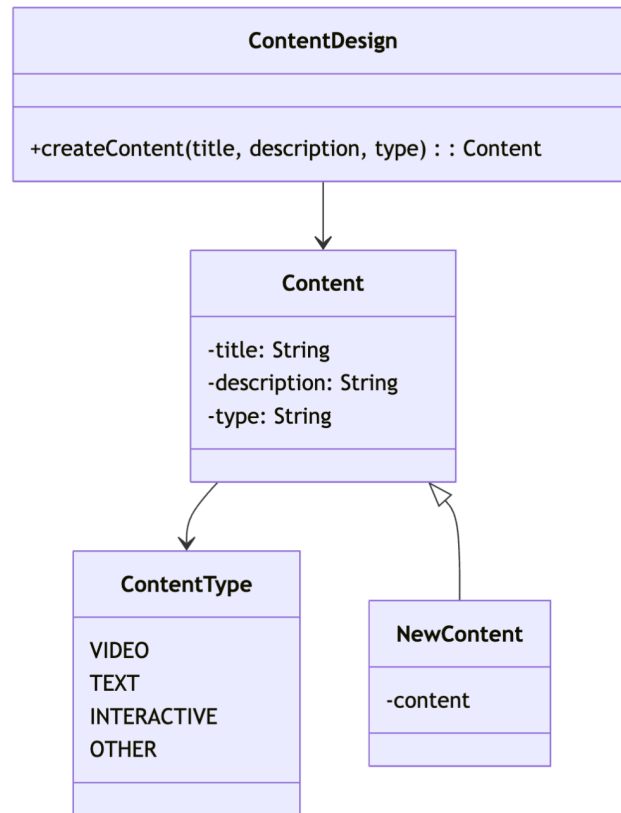 ContentDesign
+createContent(title, description, type) : : Content
Content
-title: String
-description: String
-type: String
ContentType
VIDEO
TEXT
INTERACTIVE
OTHER
NewContent
-content